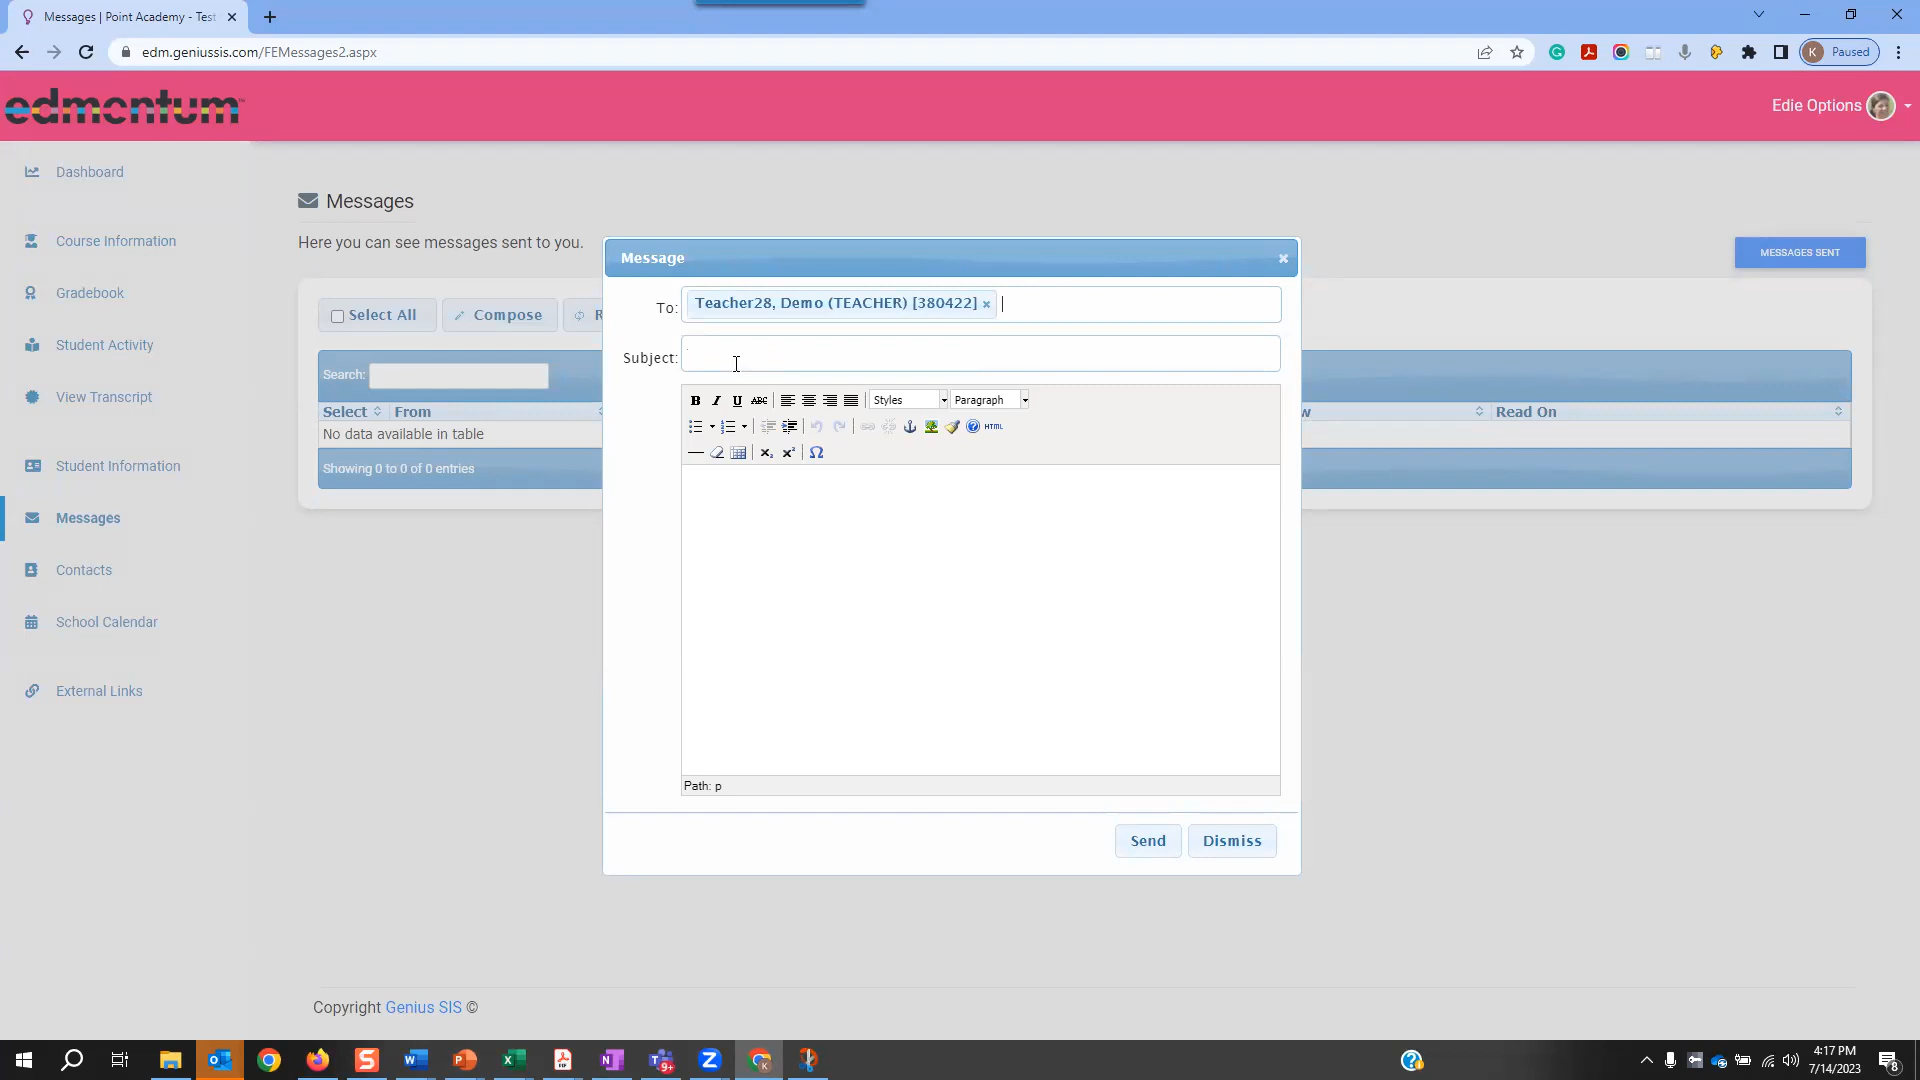 Messages | Point Academy - Test
edm.geniussis.com/FEMessages2.aspx
K Paused
edmentum™
Edie Options
Dashboard
Course Information
Gradebook
Student Activity
View Transcript
Student Information
Messages
Contacts
School Calendar
External Links
Messages
Here you can see messages sent to you.
MESSAGES SENT
Select All
Compose
R
Search:
Select
From
w
Read On
No data available in table
Showing 0 to 0 of 0 entries
Message
To: Teacher28, Demo (TEACHER) [380422] ×
Subject:
B I U ABC Styles Paragraph
HTML
Path: p
Send
Dismiss
Copyright Genius SIS ©
4:17 PM
7/14/2023
9+
8